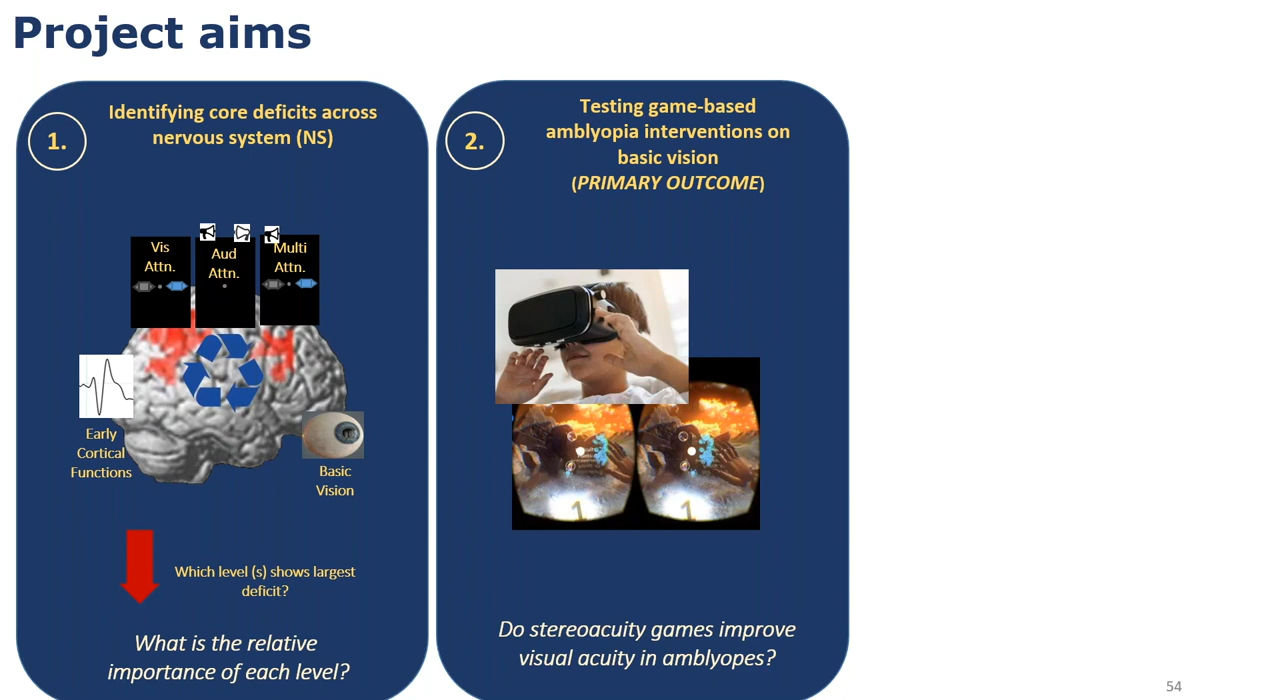 Project aims
1.
Identifying core deficits across
nervous system (NS)
Vis
Attn.
Aud
Attn.
Multi
Attn.
Early
Cortical
Functions
Basic
Vision
Which level (s) shows largest
deficit?
What is the relative
importance of each level?
2.
Testing game-based
amblyopia interventions on
basic vision
(PRIMARY OUTCOME)
1
1
Do stereoacuity games improve
visual acuity in amblyopes?
54